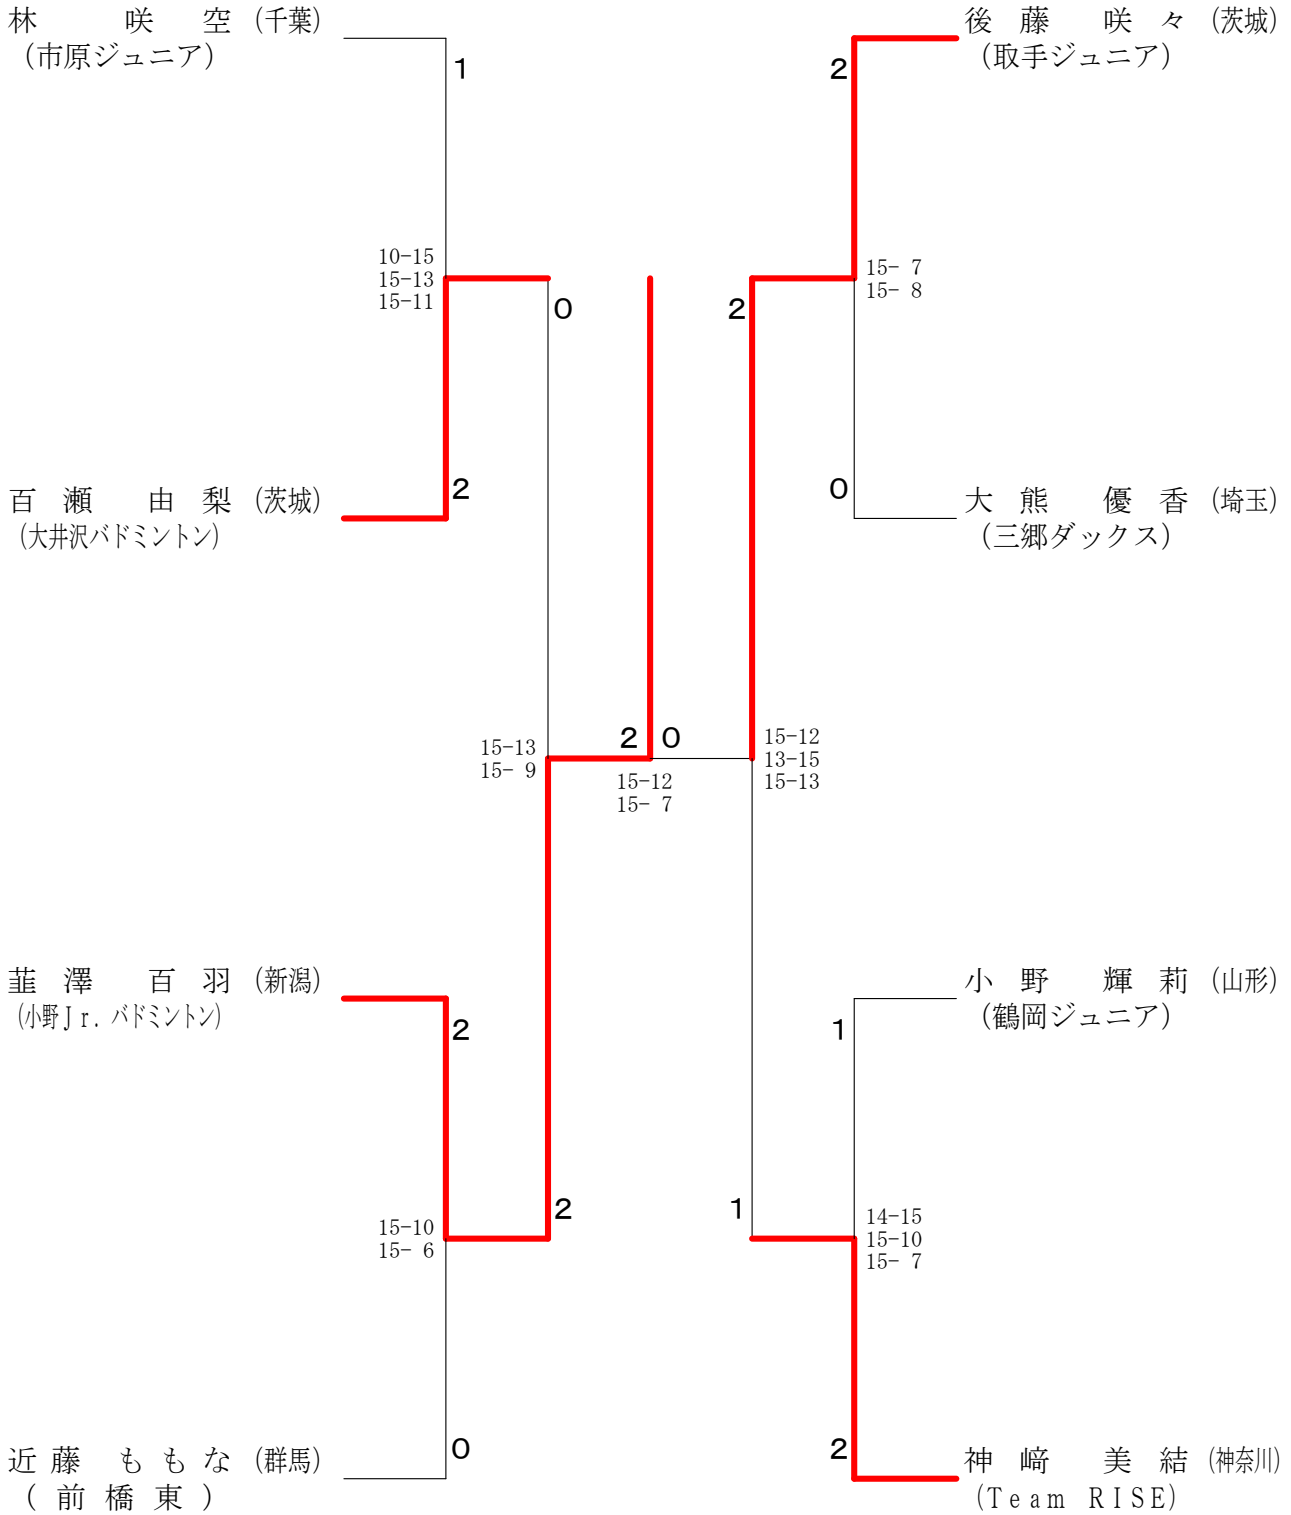 林 咲 空 (千葉)
(市原ジュニア)
1
10-15
15-13
15-11
0
2
百 瀬 由 梨 (茨城)
(大井沢バドミントン)
後 藤 咲 々 (茨城)
(取手ジュニア)
2
15- 7
15- 8
2
0
大 熊 優 香 (埼玉)
(三郷ダックス)
15-13
15- 9
2 0
15-12
15- 7
15-12
13-15
15-13
韮 澤 百 羽 (新潟)
(小野Jr. バドミントン)
2
15-10
15- 6
2
0
近 藤 も も な (群馬)
( 前 橋 東 )
小 野 輝 莉 (山形)
(鶴岡ジュニア)
1
1
14-15
15-10
15- 7
2
神 﨑 美 結 (神奈川)
(Team RISE)